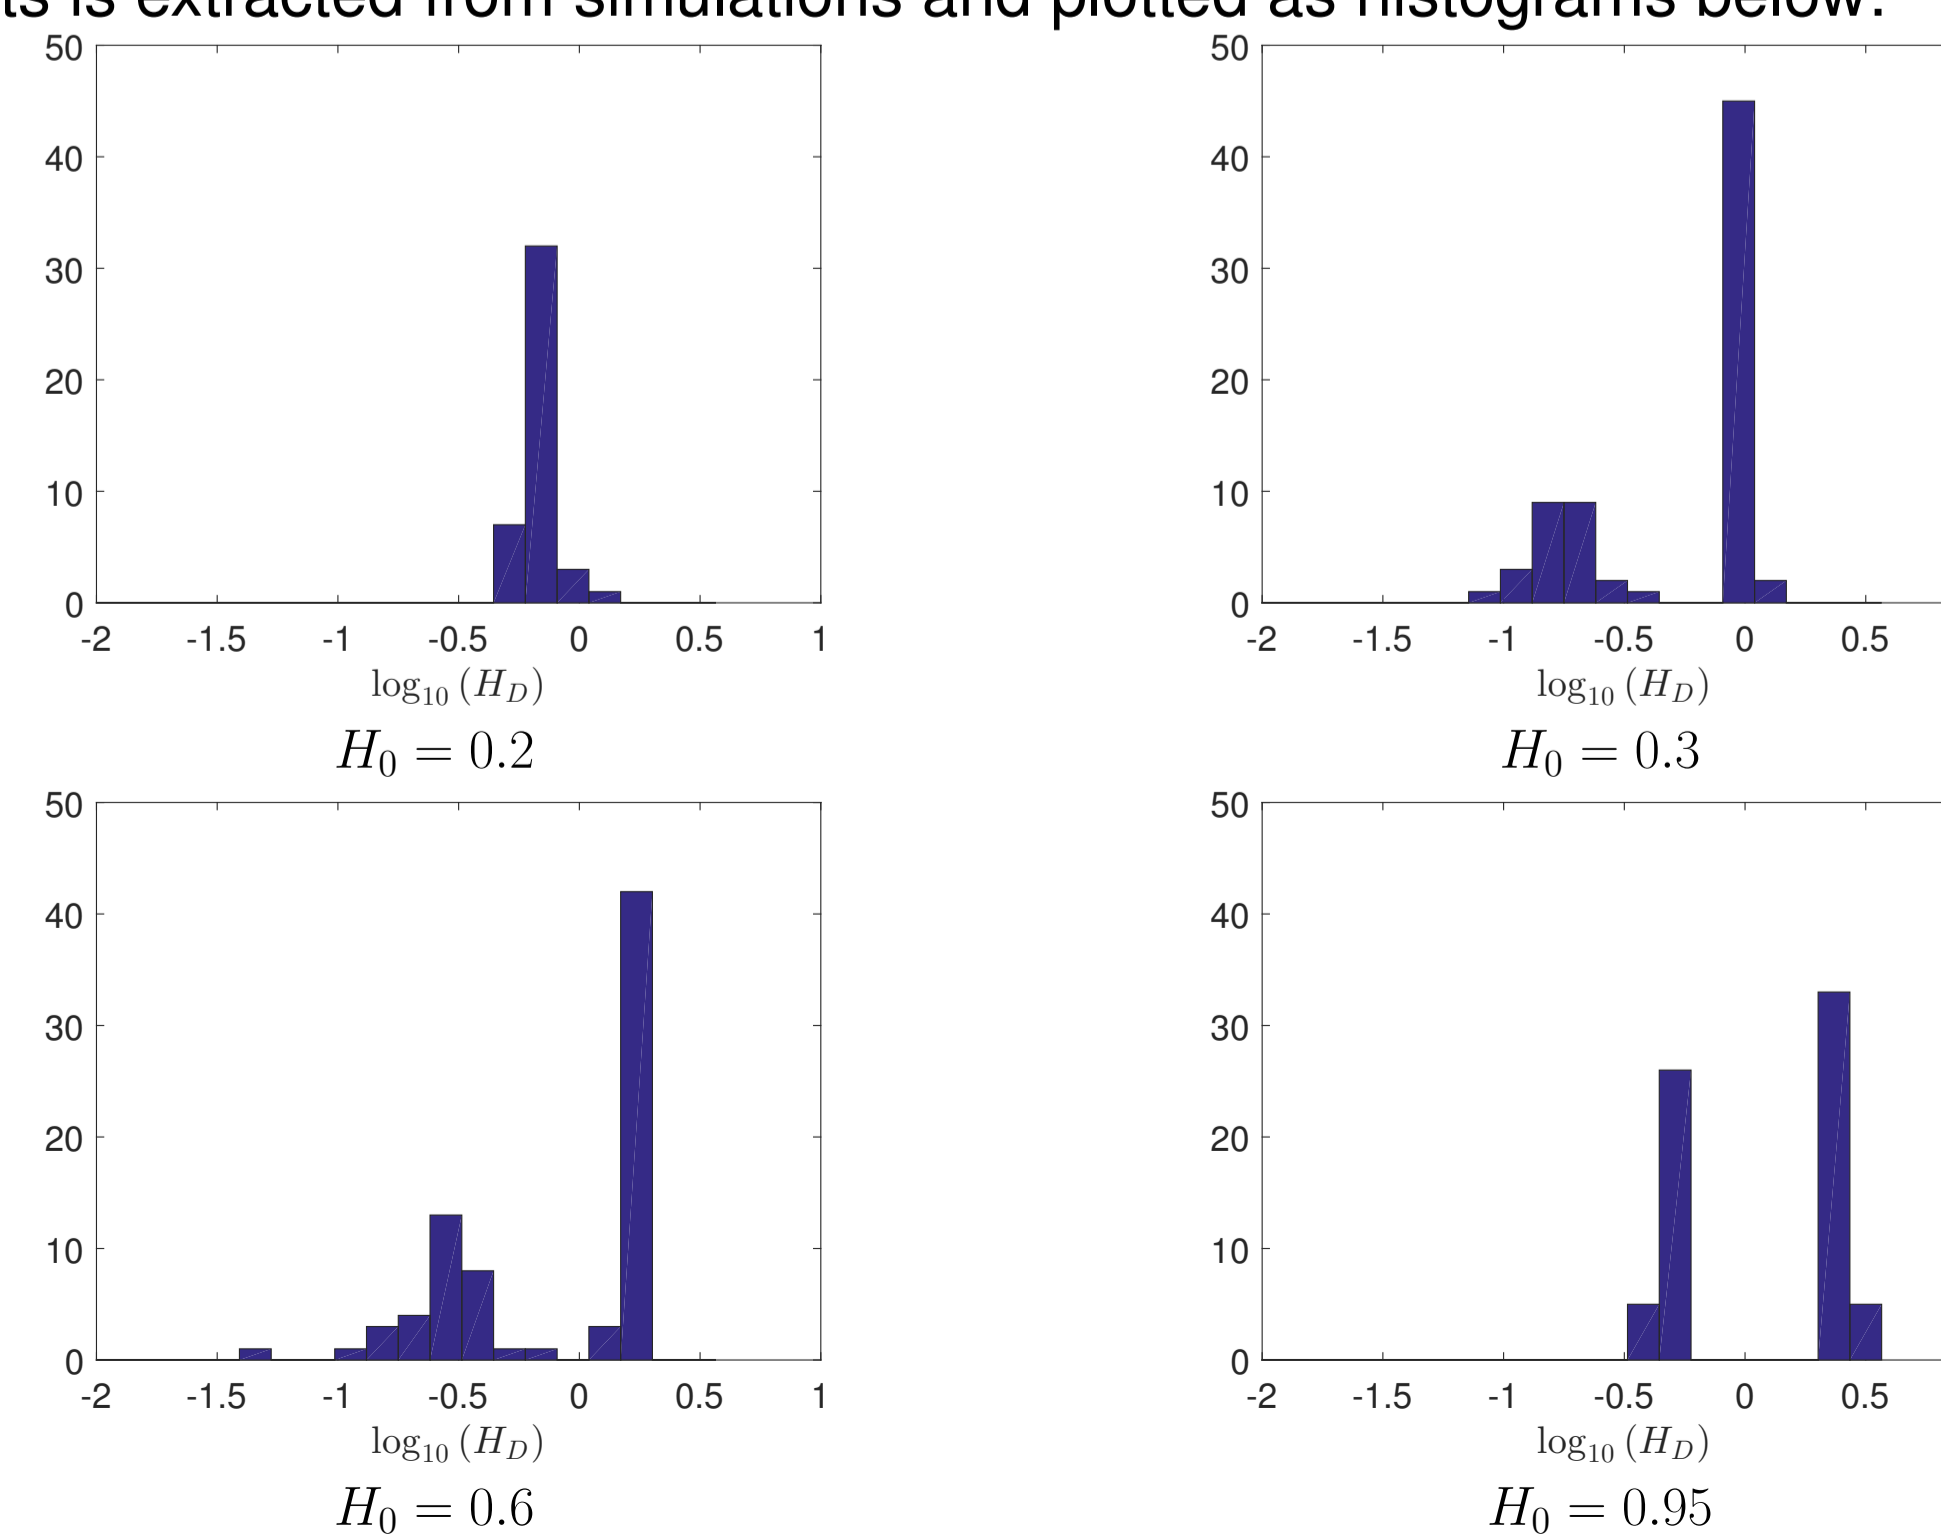 ts is extracted from simulations and plotted as histograms below.
50
40
30
20
10
0
-2 -1.5 -1 -0.5 0 0.5 1
log₁₀ (H_D)
H₀ = 0.2
50
40
30
20
10
0
-2 -1.5 -1 -0.5 0 0.5
log₁₀ (H_D)
H₀ = 0.3
50
40
30
20
10
0
-2 -1.5 -1 -0.5 0 0.5 1
log₁₀ (H_D)
H₀ = 0.6
50
40
30
20
10
0
-2 -1.5 -1 -0.5 0 0.5
log₁₀ (H_D)
H₀ = 0.95